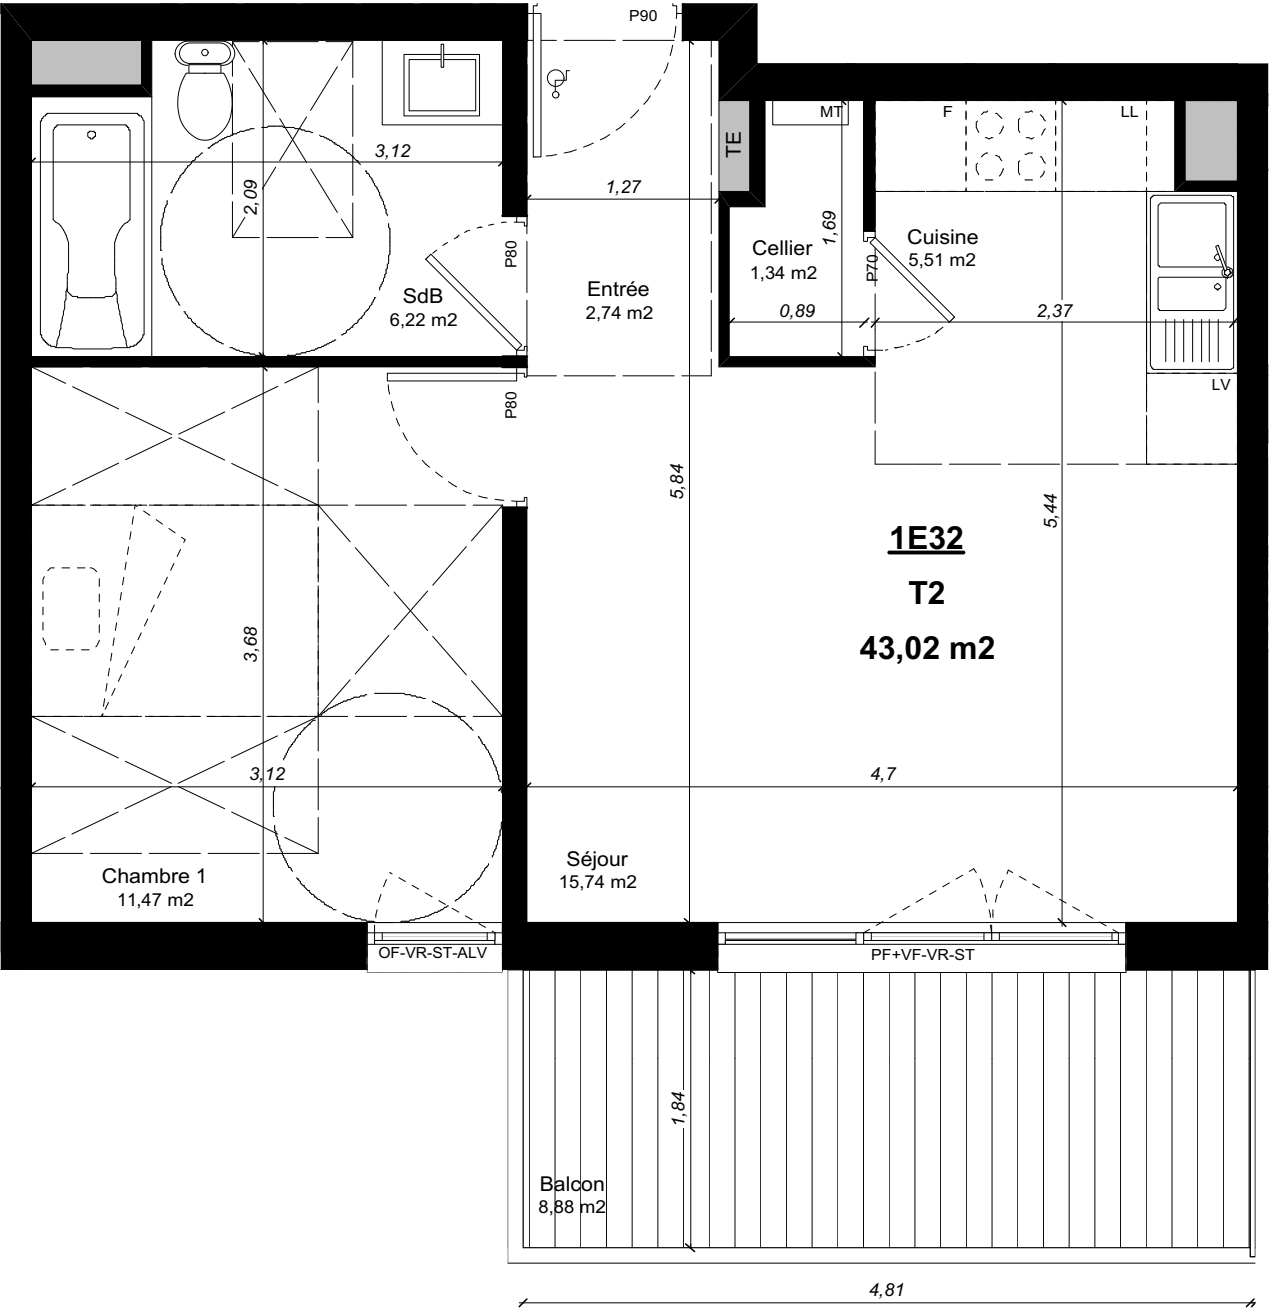 P90
3,12
2,09
1,27
TE
MT
F
LL
P80
SdB
6,22 m2
Entrée
2,74 m2
Cellier
1,34 m2
1,69
0,89
P70
Cuisine
5,51 m2
2,37
LV
P80
5,84
5,44
1E32
T2
43,02 m2
3,68
3,12
4,7
Chambre 1
11,47 m2
Séjour
15,74 m2
OF-VR-ST-ALV
PF+VF-VR-ST
1,84
Balcon
8,88 m2
4,81